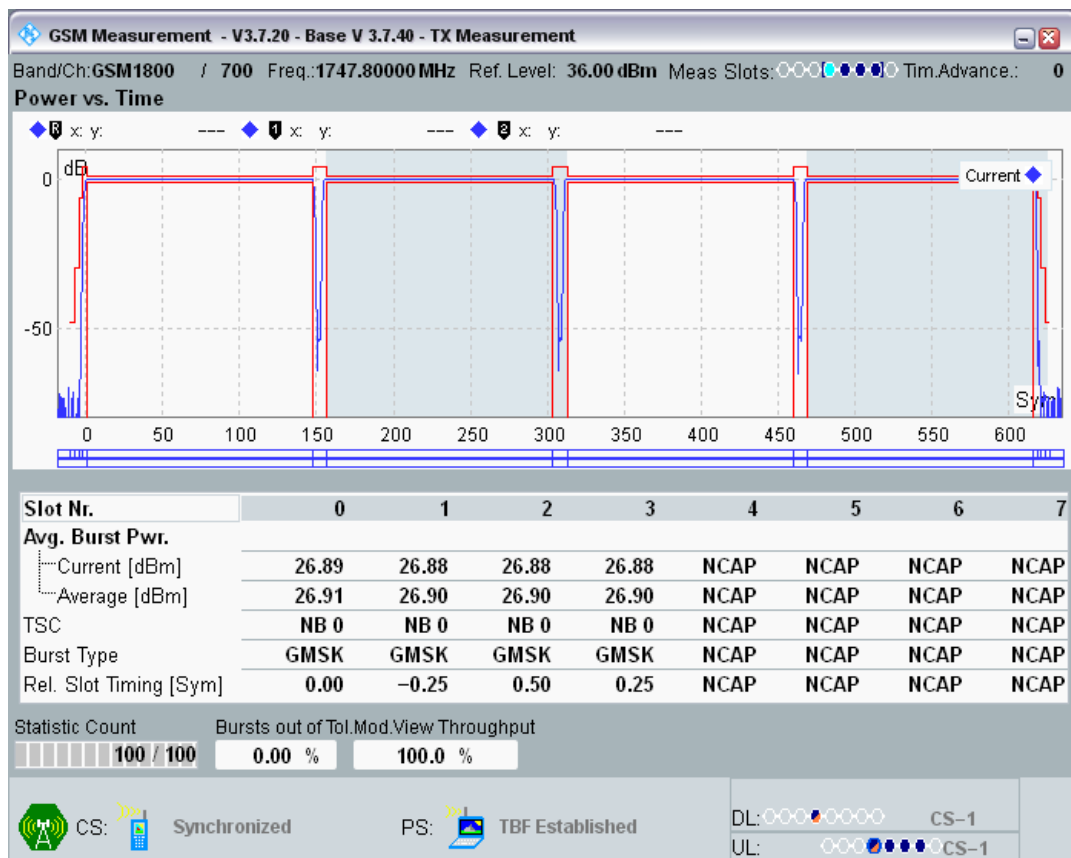 GSM Measurement - V3.7.20 - Base V 3.7.40 - TX Measurement
Band/Ch:GSM1800 / 700 Freq.:1747.80000 MHz Ref. Level: 36.00 dBm Meas Slots: Tim.Advance.: 0
Power vs. Time
R x: y: --- 1 x: y: --- 2 x: y: ---
dB
Current
0
-50
Sym
0 50 100 150 200 250 300 350 400 450 500 550 600
Slot Nr. 0 1 2 3 4 5 6 7
Avg. Burst Pwr.
Current [dBm] 26.89 26.88 26.88 26.88 NCAP NCAP NCAP NCAP
Average [dBm] 26.91 26.90 26.90 26.90 NCAP NCAP NCAP NCAP
TSC NB 0 NB 0 NB 0 NB 0 NCAP NCAP NCAP NCAP
Burst Type GMSK GMSK GMSK GMSK NCAP NCAP NCAP NCAP
Rel. Slot Timing [Sym] 0.00 −0.25 0.50 0.25 NCAP NCAP NCAP NCAP
Statistic Count Bursts out of Tol.Mod.View Throughput
100 / 100 0.00 % 100.0 %
CS: Synchronized PS: TBF Established DL: CS−1
UL: CS−1